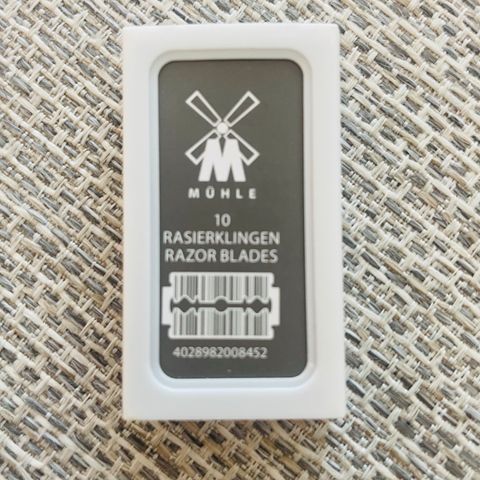 M
MÜHLE
10
RASIERKLINGEN
RAZOR BLADES
4028982008452